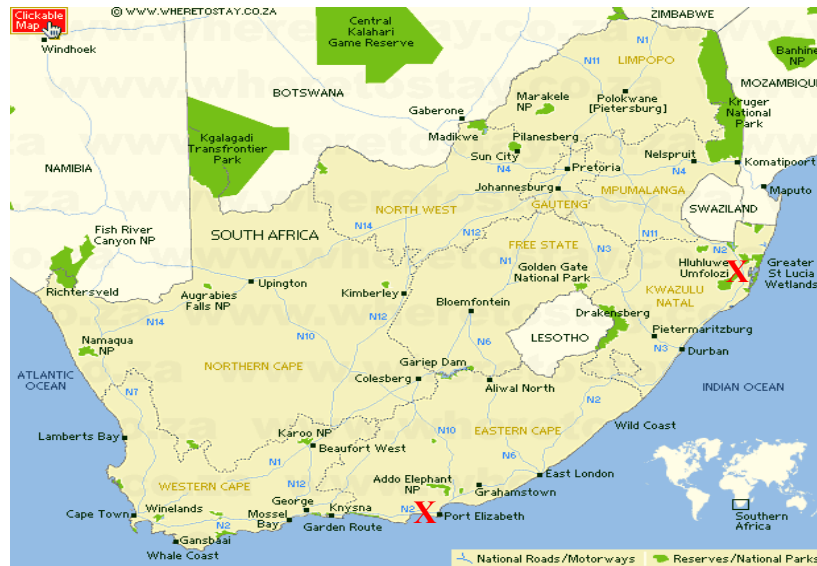 Clickable
Map
© WWW.WHERETOSTAY.CO.ZA
ZIMBABWE
Windhoek
Central
Kalahari
Game Reserve
N1
LIMPOPO
Banhine
NP
N11
BOTSWANA
MOZAMBIQU
Marakele
NP
Polokwane
[Pietersburg]
Kruger
National
Park
Gaberone
Madikwe
Pilanesberg
Kgalagadi
Transfrontier
Park
Sun City
Nelspruit
Komatipoort
NAMIBIA
N4
Pretoria
N4
Johannesburg
MPUMALANGA
Maputo
GAUTENG
NORTH WEST
SWAZILAND
Fish River
Canyon NP
SOUTH AFRICA
N14
N12
N11
FREE STATE
N3
N2
N1
Hluhluwe
Umfolozi
X
Greater
St Lucia
Wetlands
Golden Gate
National Park
Richtersveld
Augrabies
Falls NP
Upington
Kimberley
KWAZULU
NATAL
Bloemfontein
Drakensberg
N14
N12
Namaqua
NP
N10
LESOTHO
Pietermaritzburg
N6
N3
Durban
Gariep Dam
NORTHERN CAPE
ATLANTIC
OCEAN
Colesberg
Aliwal North
INDIAN OCEAN
N7
N2
Wild Coast
Lamberts Bay
Karoo NP
N10
EASTERN CAPE
Beaufort West
N6
N1
WESTERN CAPE
N12
Addo Elephant
NP
East London
Grahamstown
George
Knysna
N2
X
Port Elizabeth
Cape Town
Winelands
Mossel
Bay
Garden Route
N2
Gansbaai
Whale Coast
Southern
Africa
National Roads/Motorways
Reserves/National Parks